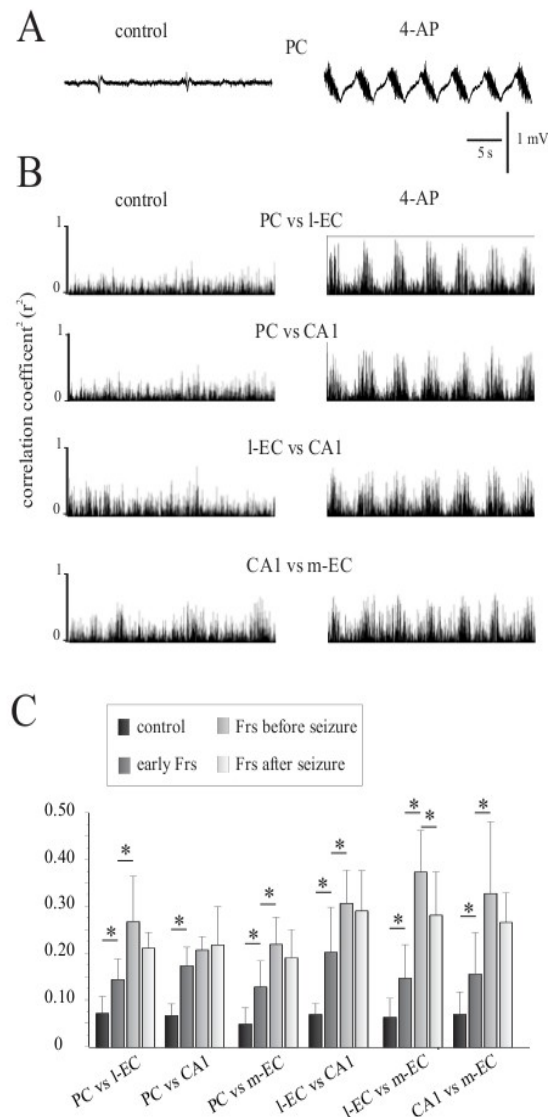 A
control
4-AP
PC
1 mV
5 s
B
control
4-AP
PC vs l-EC
1
0
PC vs CA1
1
0
l-EC vs CA1
1
0
CA1 vs m-EC
1
0
correlation coefficent² (r²)
C
control
Frs before seizure
early Frs
Frs after seizure
0.50
0.40
0.30
0.20
0.10
0
* * * * * * * * * * * *
PC vs l-EC
PC vs CA1
PC vs m-EC
l-EC vs CA1
l-EC vs m-EC
CA1 vs m-EC